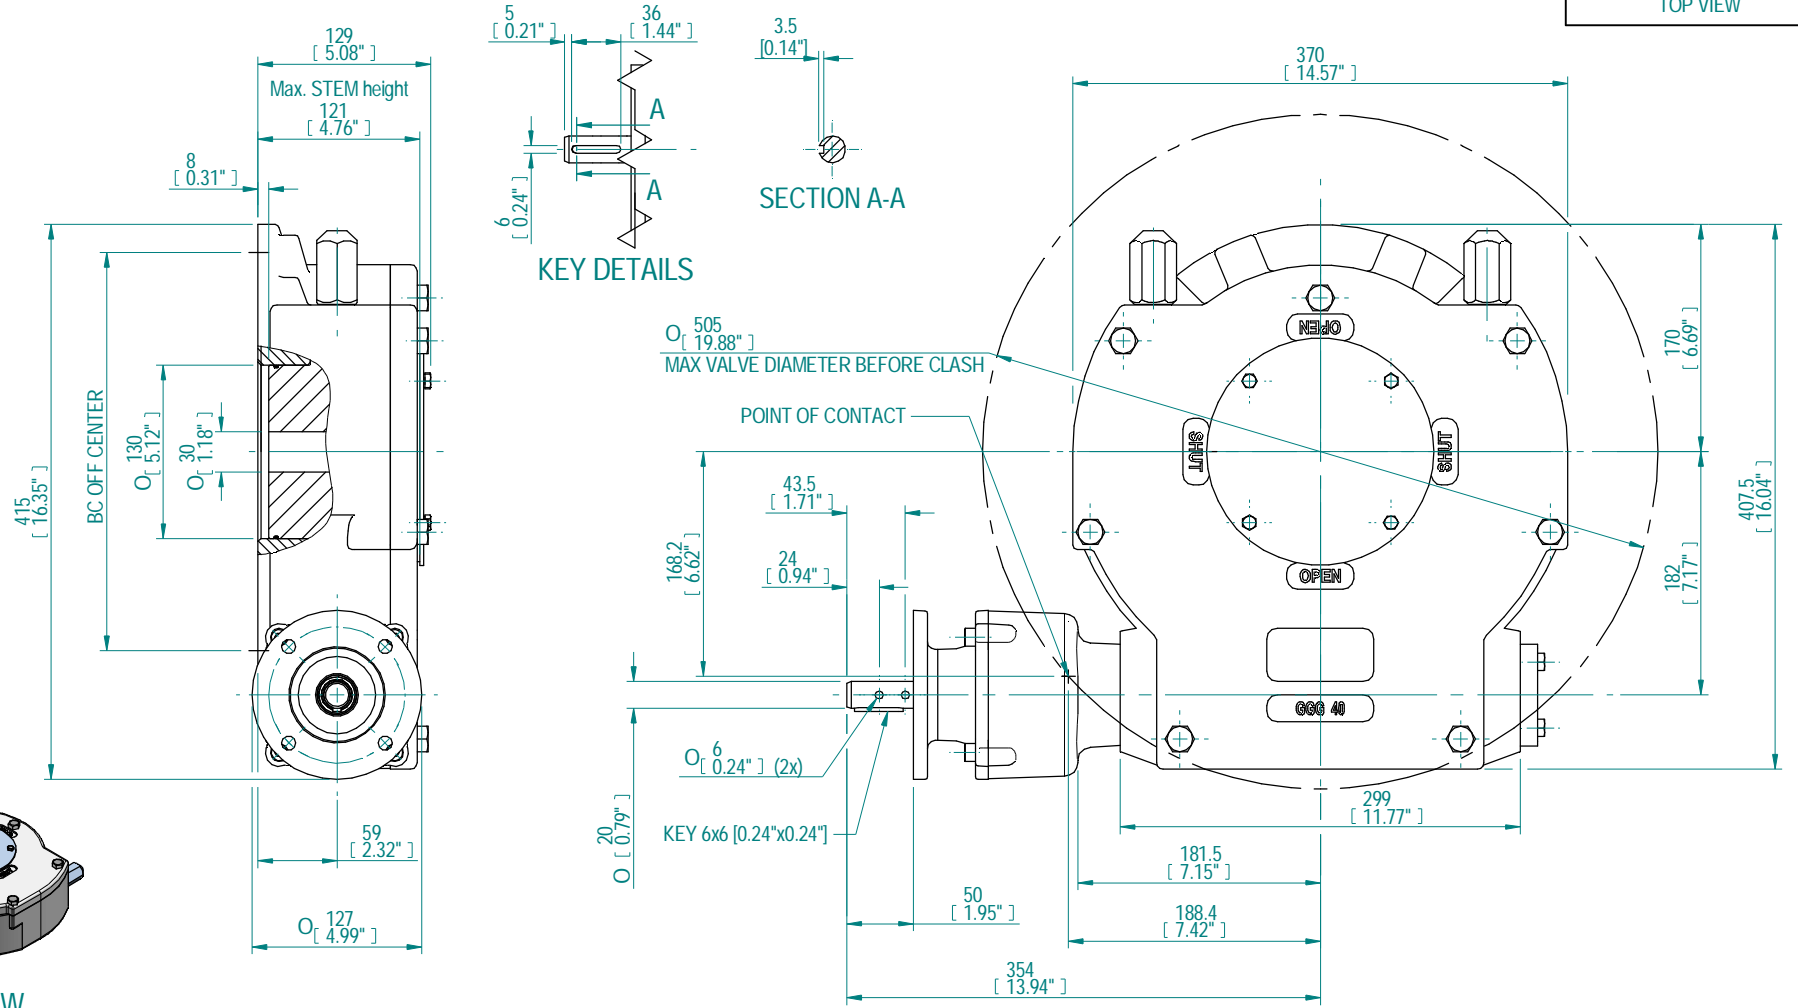 TOP VIEW
129
[ 5.08" ]
Max. STEM height
121
[ 4.76" ]
8
[ 0.31" ]
415
[ 16.35" ]
BC OFF CENTER
O 130
[ 5.12" ]
O 30
[ 1.18" ]
59
[ 2.32" ]
O 127
[ 4.99" ]
W
5
[ 0.21" ]
36
[ 1.44" ]
A
A
6
[ 0.24" ]
KEY DETAILS
3.5
[0.14"]
SECTION A-A
370
[ 14.57" ]
O 505
[ 19.88" ]
MAX VALVE DIAMETER BEFORE CLASH
POINT OF CONTACT
OPEN
SHUT
SHUT
OPEN
GGG 40
170
6.69"
407.5
[ 16.04" ]
182
[ 7.17" ]
43.5
[ 1.71" ]
168.2
[ 6.62" ]
24
[ 0.94" ]
O 6
[ 0.24" ] (2x)
KEY 6x6 [0.24"x0.24"]
20
O [ 0.79" ]
299
[ 11.77" ]
181.5
[ 7.15" ]
50
[ 1.95" ]
188.4
[ 7.42" ]
354
[ 13.94" ]